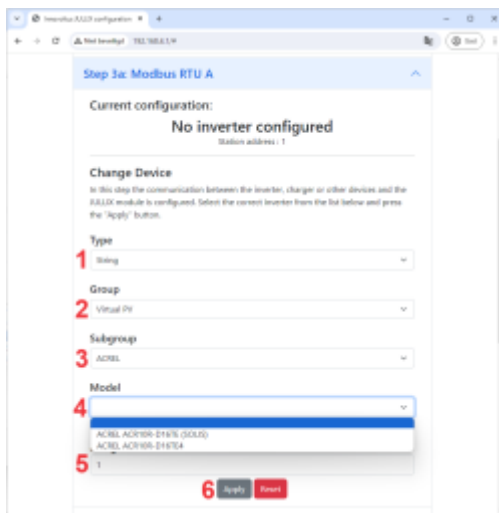 Step 3a: Modbus RTU A
Current configuration:
No inverter configured
Station address : 1
Change Device
In this step the communication between the inverter, charger or other devices and the
module is configured. Select the correct inverter from the list below and press
the "Apply" button.
Type
1
String
Group
2
Virtual PV
Subgroup
3
ACREL
Model
4
ACREL ACR10R-D16TE (SOLIS)
ACREL ACR10R-D16TE4
5
1
6
Apply
Reset